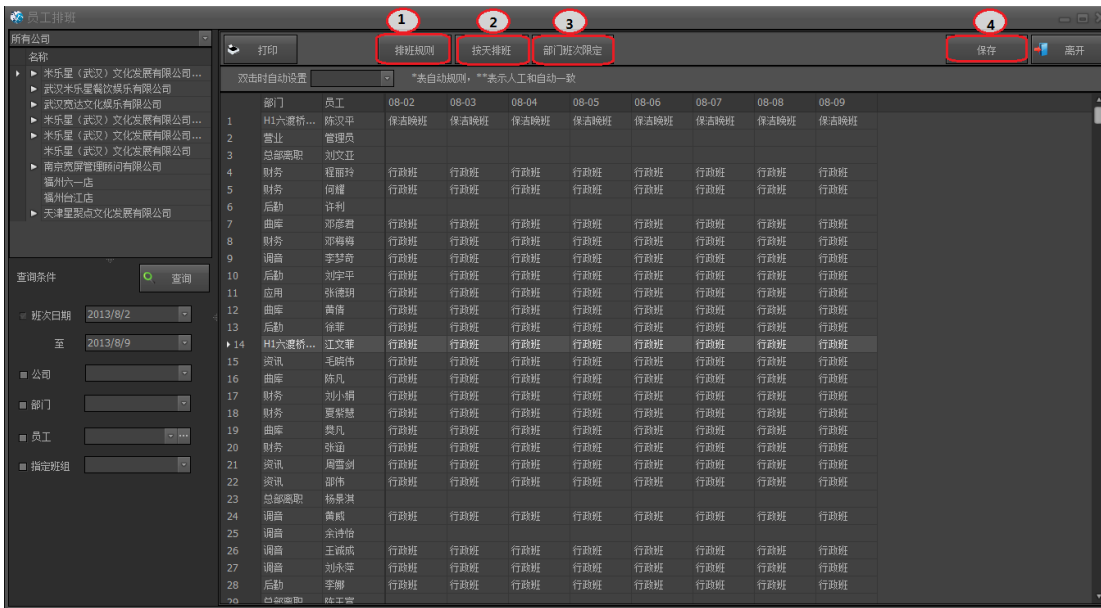 员工排班
1
2
3
4
所有公司
名称
米乐星（武汉）文化发展有限公司...
武汉米乐星餐饮娱乐有限公司
武汉宽达文化娱乐有限公司
米乐星（武汉）文化发展有限公司...
米乐星（武汉）文化发展有限公司...
米乐星（武汉）文化发展有限公司
南京宽屏管理顾问有限公司
福州六一店
福州台江店
天津星聚点文化发展有限公司
查询条件 查询
班次日期 2013/8/2
至 2013/8/9
公司
部门
员工
指定班组
打印 排班规则 按天排班 部门班次限定 保存 离开
双击时自动设置 *表自动规则，**表示人工和自动一致
部门 员工 08-02 08-03 08-04 08-05 08-06 08-07 08-08 08-09
1 H1六渡桥... 陈汉平 保洁晚班 保洁晚班 保洁晚班 保洁晚班 保洁晚班 保洁晚班 保洁晚班 保洁晚班
2 营业 管理员
3 总部离职 刘文亚
4 财务 程丽玲 行政班 行政班 行政班 行政班 行政班 行政班 行政班 行政班
5 财务 何耀 行政班 行政班 行政班 行政班 行政班 行政班 行政班 行政班
6 后勤 许利
7 曲库 邓彦君 行政班 行政班 行政班 行政班 行政班 行政班 行政班 行政班
8 财务 邓梅梅 行政班 行政班 行政班 行政班 行政班 行政班 行政班 行政班
9 调音 李梦奇 行政班 行政班 行政班 行政班 行政班 行政班 行政班 行政班
10 后勤 刘宇平 行政班 行政班 行政班 行政班 行政班 行政班 行政班 行政班
11 应用 张德玥 行政班 行政班 行政班 行政班 行政班 行政班 行政班 行政班
12 曲库 黄倩 行政班 行政班 行政班 行政班 行政班 行政班 行政班 行政班
13 后勤 徐菲 行政班 行政班 行政班 行政班 行政班 行政班 行政班 行政班
14 H1六渡桥... 江文菲 行政班 行政班 行政班 行政班 行政班 行政班 行政班 行政班
15 资讯 毛晓伟 行政班 行政班 行政班 行政班 行政班 行政班 行政班 行政班
16 曲库 陈凡 行政班 行政班 行政班 行政班 行政班 行政班 行政班 行政班
17 财务 刘小娟 行政班 行政班 行政班 行政班 行政班 行政班 行政班 行政班
18 财务 夏紫慧 行政班 行政班 行政班 行政班 行政班 行政班 行政班 行政班
19 曲库 樊凡 行政班 行政班 行政班 行政班 行政班 行政班 行政班 行政班
20 财务 张涵 行政班 行政班 行政班 行政班 行政班 行政班 行政班 行政班
21 资讯 周雪剑 行政班 行政班 行政班 行政班 行政班 行政班 行政班 行政班
22 资讯 邵伟 行政班 行政班 行政班 行政班 行政班 行政班 行政班 行政班
23 总部离职 杨景淇
24 调音 黄威 行政班 行政班 行政班 行政班 行政班 行政班 行政班 行政班
25 调音 余诗怡
26 调音 王诚成 行政班 行政班 行政班 行政班 行政班 行政班 行政班 行政班
27 调音 刘永萍 行政班 行政班 行政班 行政班 行政班 行政班 行政班 行政班
28 后勤 李娜 行政班 行政班 行政班 行政班 行政班 行政班 行政班 行政班
29 总部离职